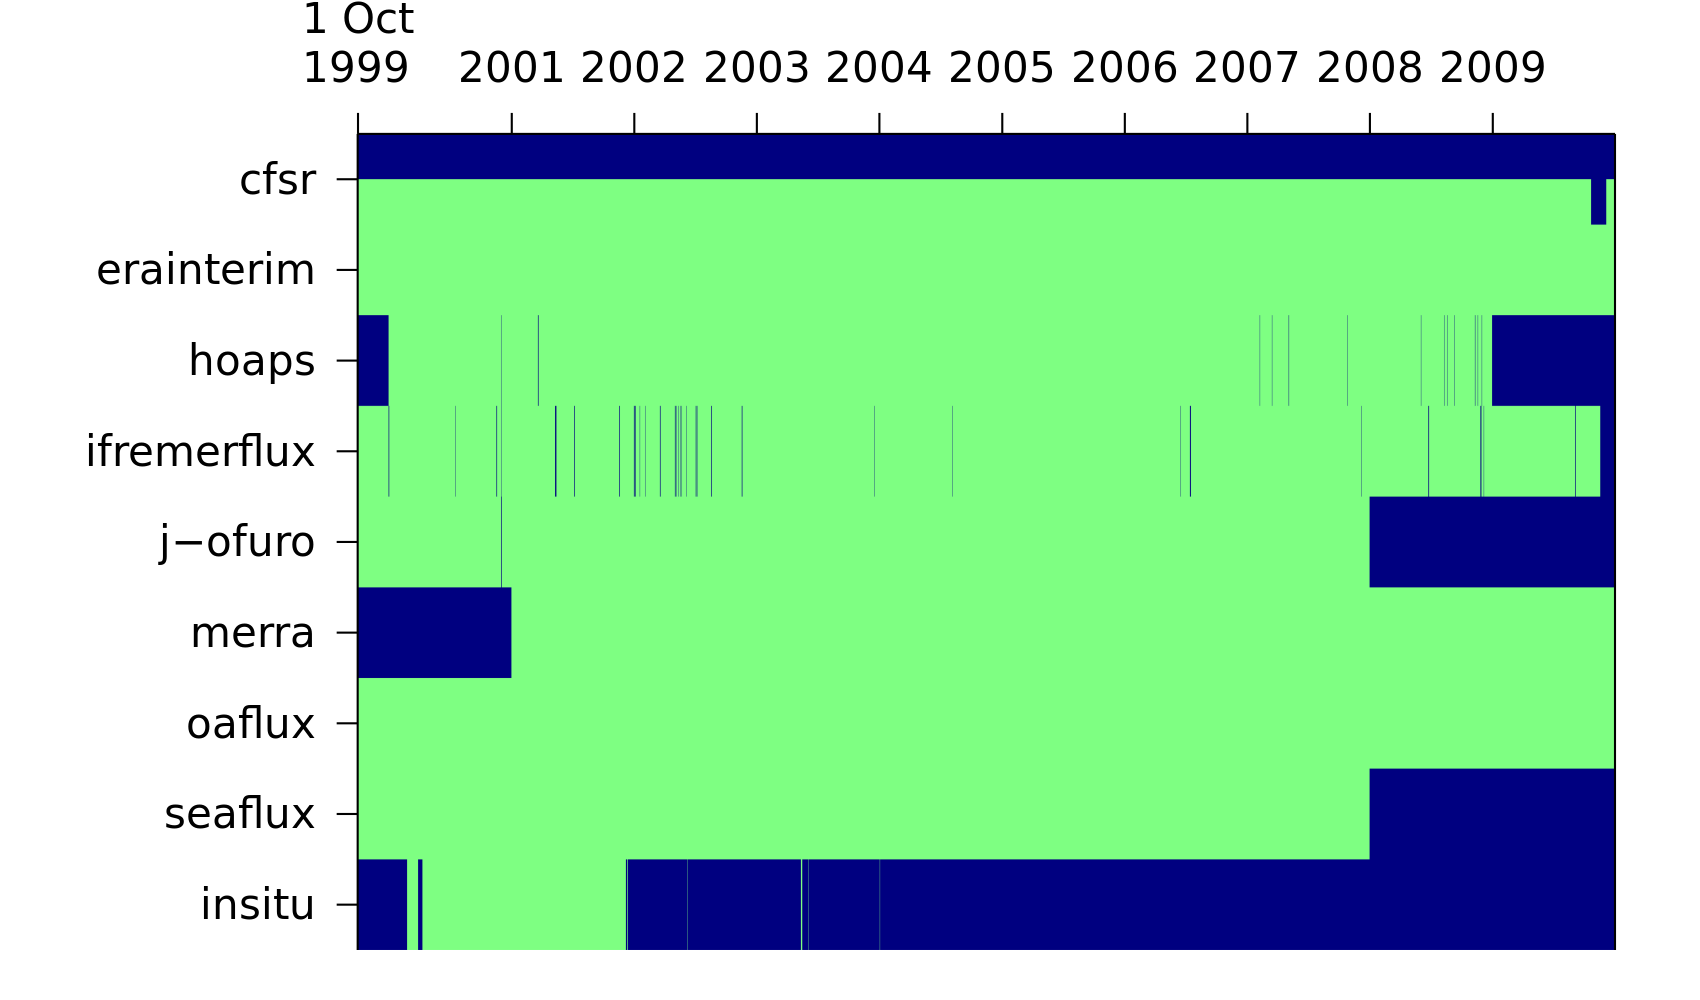 1 Oct
1999 2001 2002 2003 2004 2005 2006 2007 2008 2009
cfsr
erainterim
hoaps
ifremerflux
j−ofuro
merra
oaflux
seaflux
insitu